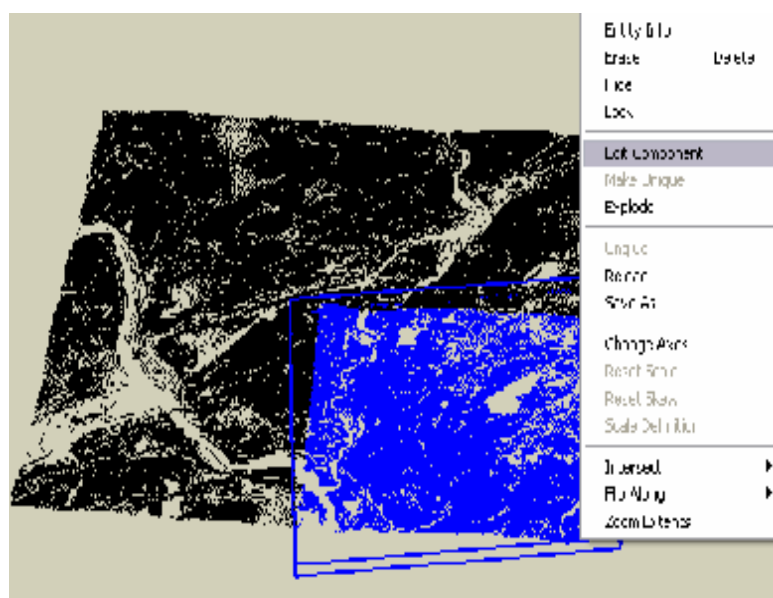 Entity Info
Erase Delete
Hide
Lock
Edit Component
Make Unique
Explode
Unglue
Reload
Save As
Change Axes
Reset Scale
Reset Skew
Scale Definition
Intersect
Flip Along
Zoom Extents